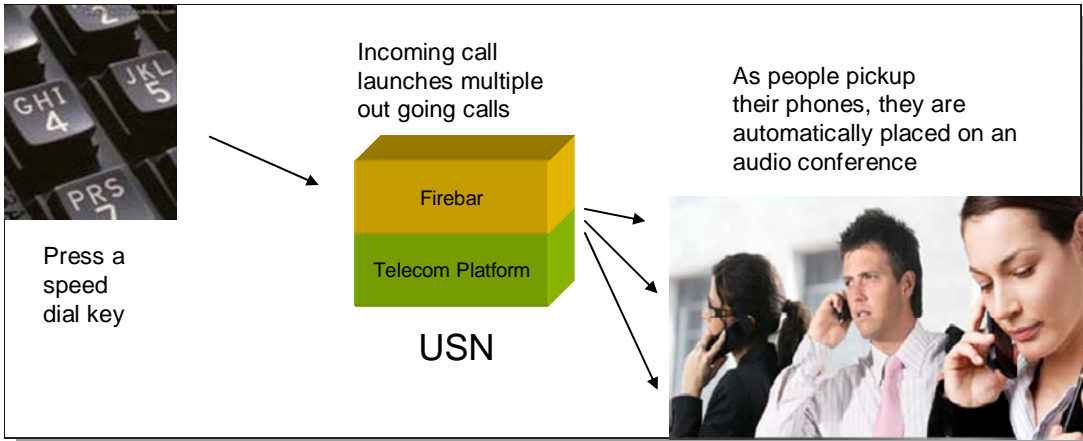 2
JKL
5
GHI
4
PRS
7
Press a
speed
dial key
Incoming call
launches multiple
out going calls
Firebar
Telecom Platform
USN
As people pickup
their phones, they are
automatically placed on an
audio conference